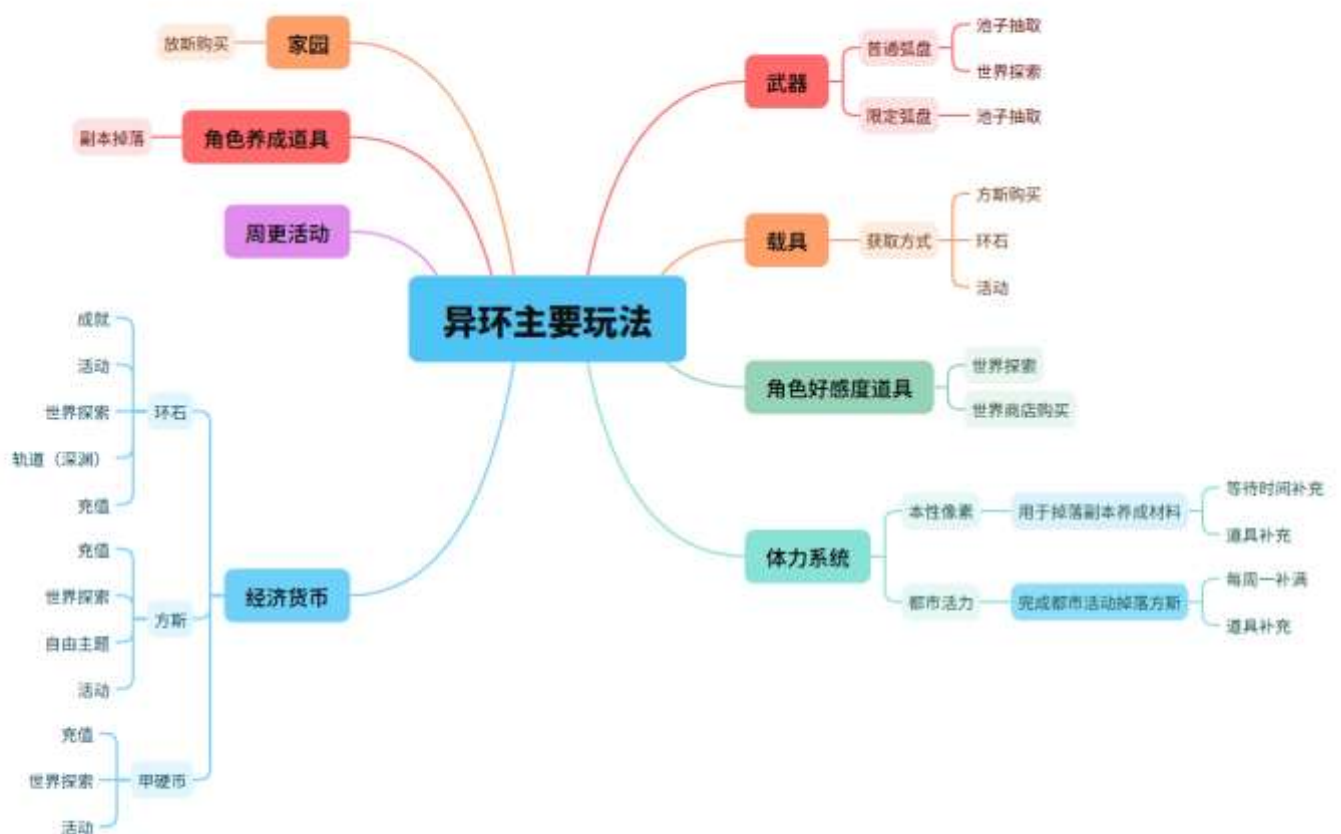 异环主要玩法
武器
普通弧盘
池子抽取
世界探索
限定弧盘
池子抽取
载具
获取方式
方斯购买
环石
活动
角色好感度道具
世界探索
世界商店购买
体力系统
本性像素
用于掉落副本养成材料
等待时间补充
道具补充
都市活力
完成都市活动掉落方斯
每周一补满
道具补充
家园
放斯购买
角色养成道具
副本掉落
周更活动
经济货币
环石
成就
活动
世界探索
轨道（深渊）
充值
方斯
充值
世界探索
自由主题
活动
甲硬币
充值
世界探索
活动